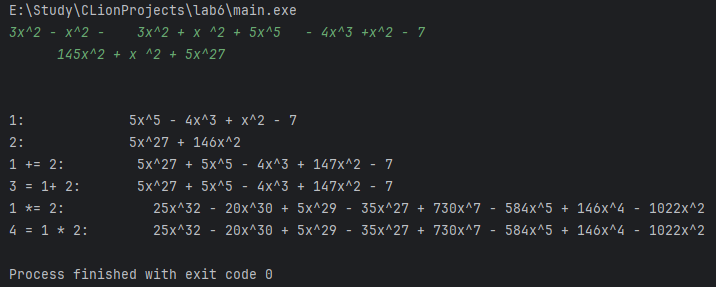 E:\Study\CLionProjects\lab6\main.exe
3x^2 - x^2 -    3x^2 + x ^2 + 5x^5   - 4x^3 +x^2 - 7
      145x^2 + x ^2 + 5x^27
1:             5x^5 - 4x^3 + x^2 - 7
2:             5x^27 + 146x^2
1 += 2:         5x^27 + 5x^5 - 4x^3 + 147x^2 - 7
3 = 1+ 2:       5x^27 + 5x^5 - 4x^3 + 147x^2 - 7
1 *= 2:           25x^32 - 20x^30 + 5x^29 - 35x^27 + 730x^7 - 584x^5 + 146x^4 - 1022x^2
4 = 1 * 2:        25x^32 - 20x^30 + 5x^29 - 35x^27 + 730x^7 - 584x^5 + 146x^4 - 1022x^2
Process finished with exit code 0